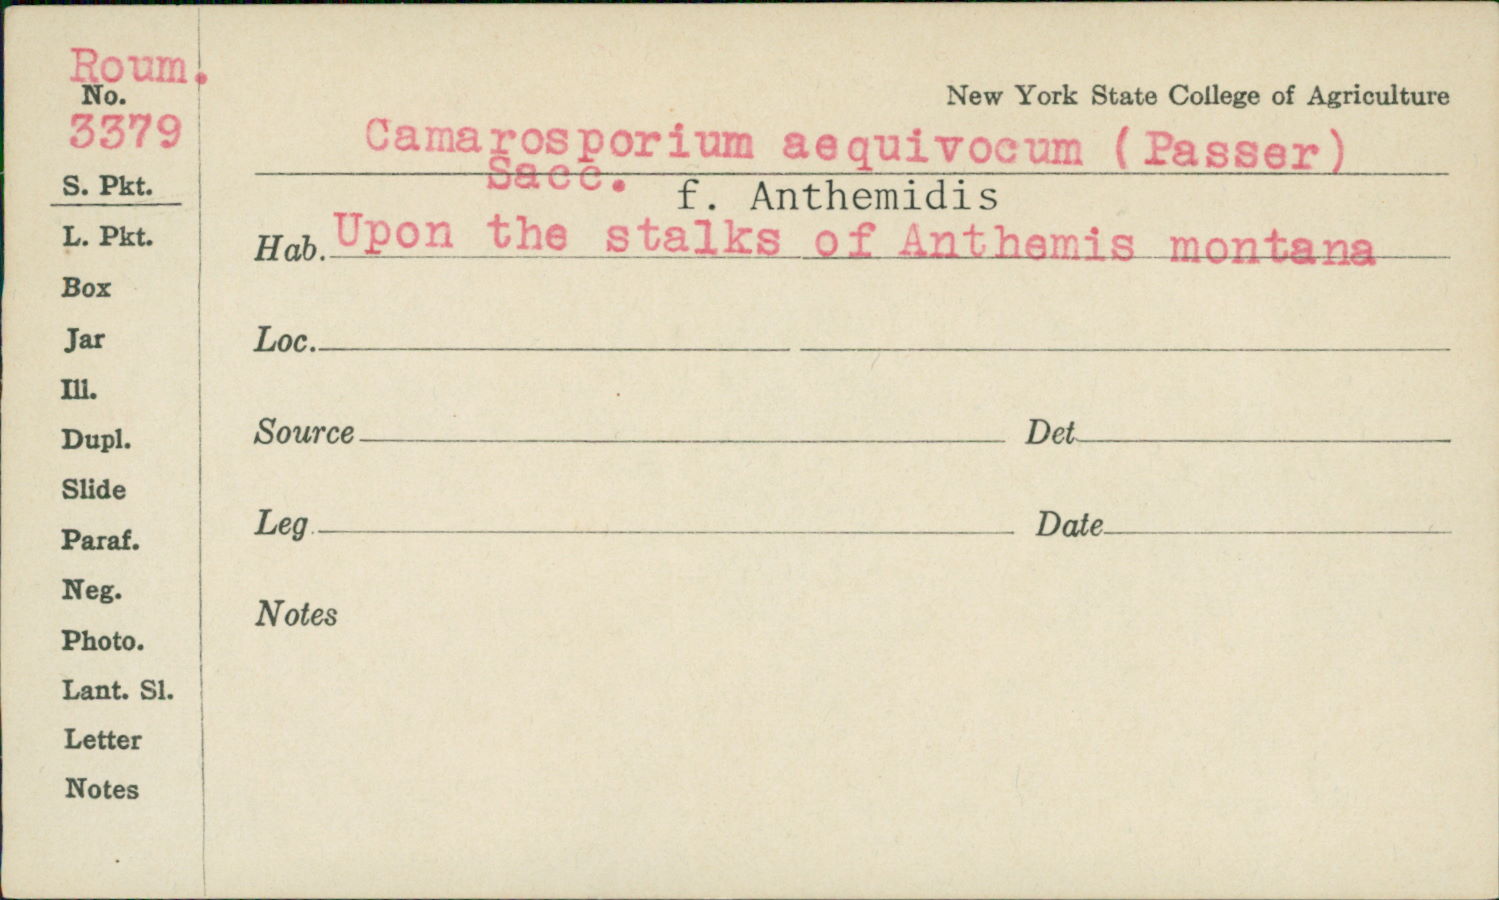 Roum.
No.
3379
S. Pkt.
L. Pkt.
Box
Jar
Ill.
Dupl.
Slide
Paraf.
Neg.
Photo.
Lant. Sl.
Letter
Notes
New York State College of Agriculture
Camarosporium aequivocum (Passer)
Sacc. f. Anthemidis
Hab. Upon the stalks of Anthemis montana
Loc.
Source Det
Leg Date
Notes